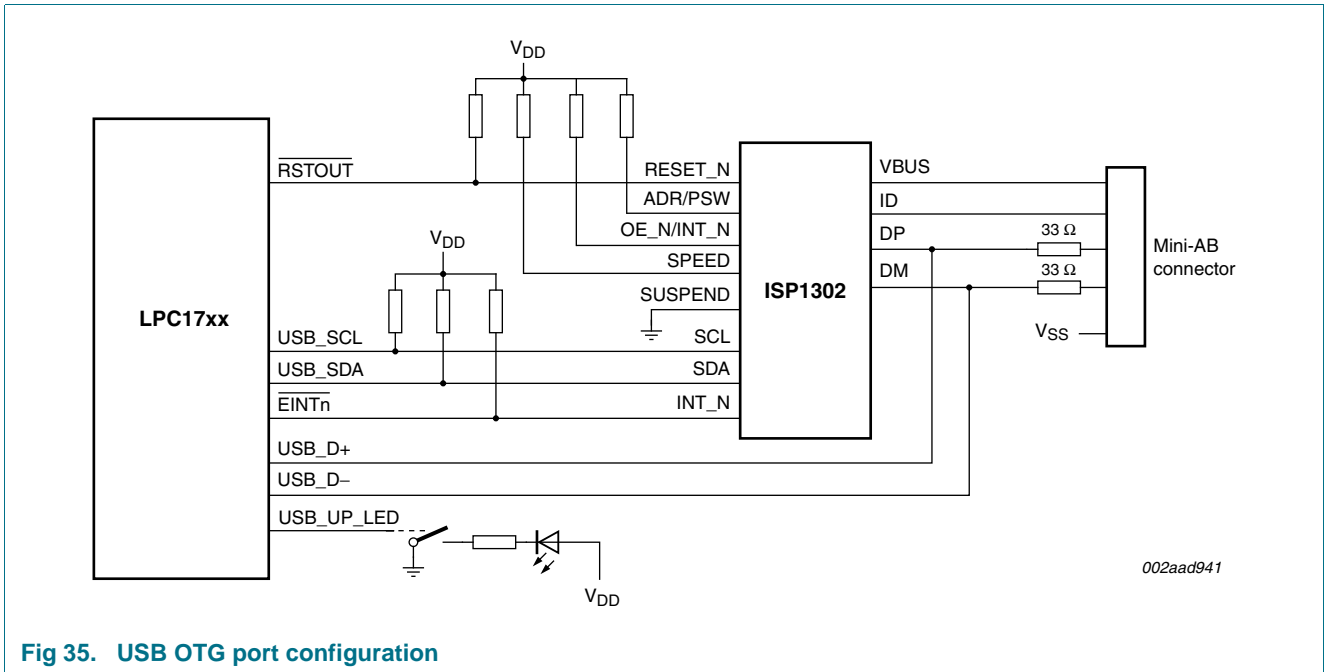 VDD
RSTOUT
RESET_N
ADR/PSW
OE_N/INT_N
SPEED
SUSPEND
VBUS
ID
DP
DM
33 Ω
33 Ω
Mini-AB
connector
VSS
VDD
LPC17xx
ISP1302
USB_SCL
SCL
USB_SDA
SDA
EINTn
INT_N
USB_D+
USB_D−
USB_UP_LED
VDD
002aad941
Fig 35. USB OTG port configuration